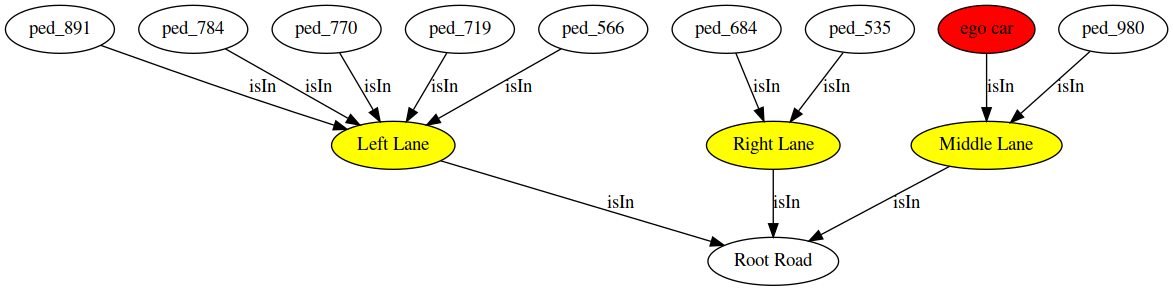 ped_891 ped_784 ped_770 ped_719 ped_566 ped_684 ped_535 ego car ped_980
isIn isIn isIn isIn isIn isIn isIn isIn isIn
Left Lane Right Lane Middle Lane
isIn isIn isIn
Root Road